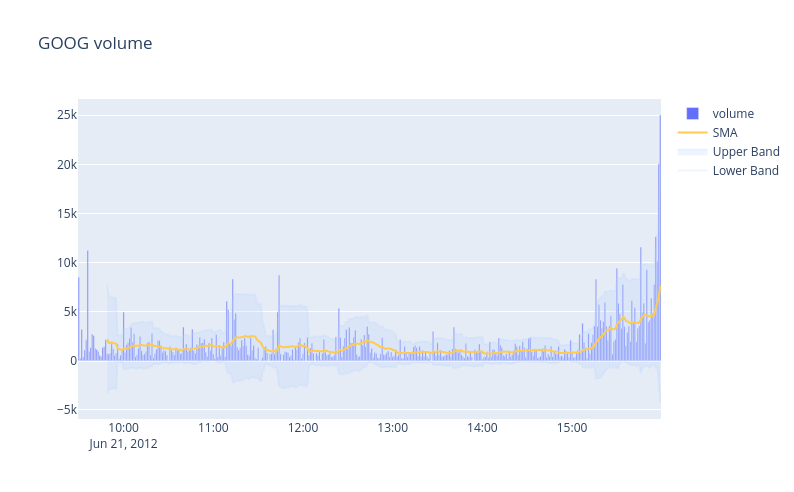 GOOG volume
25k
20k
15k
10k
5k
0
−5k
10:00
11:00
12:00
13:00
14:00
15:00
Jun 21, 2012
volume
SMA
Upper Band
Lower Band